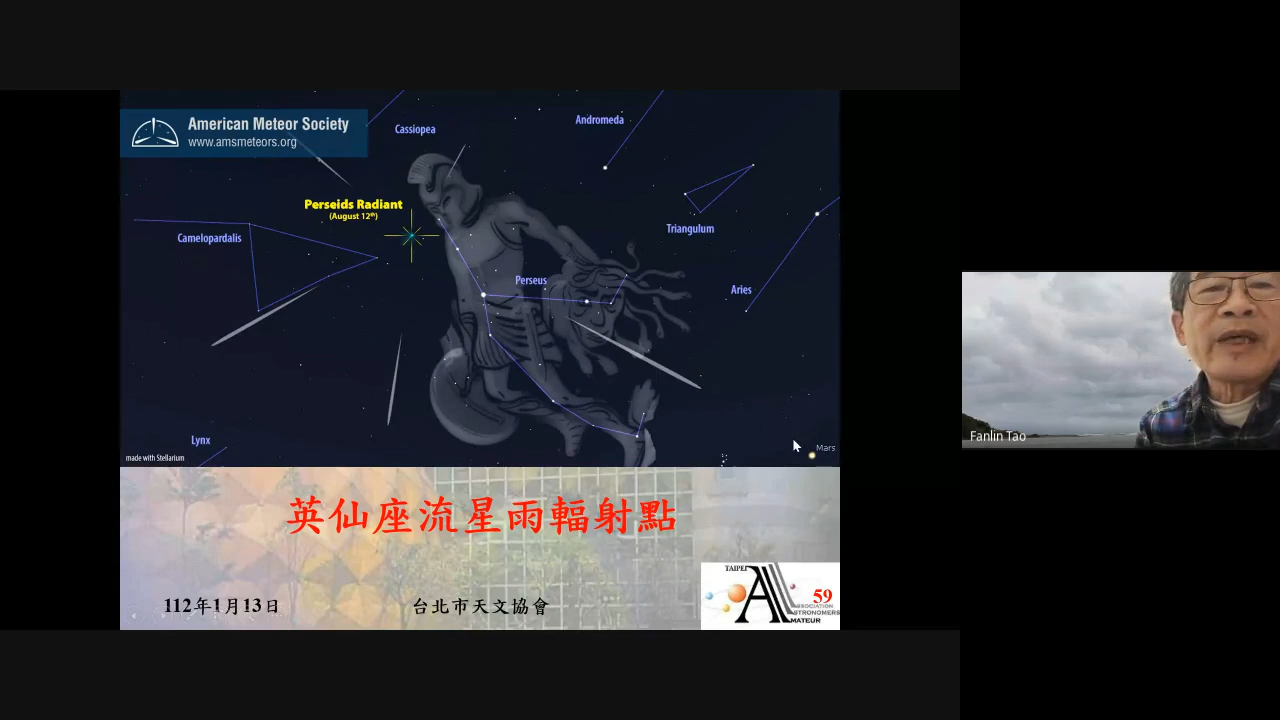 American Meteor Society
www.amsmeteors.org
Cassiopea
Andromeda
Perseids Radiant
(August 12th)
Camelopardalis
Triangulum
Perseus
Aries
Lynx
made with Stellarium
Mars
英仙座流星雨輻射點
112年1月13日
台北市天文協會
TAIPEI
59
ASSOCIATION
ASTRONOMERS
AMATEUR
Fanlin Tao